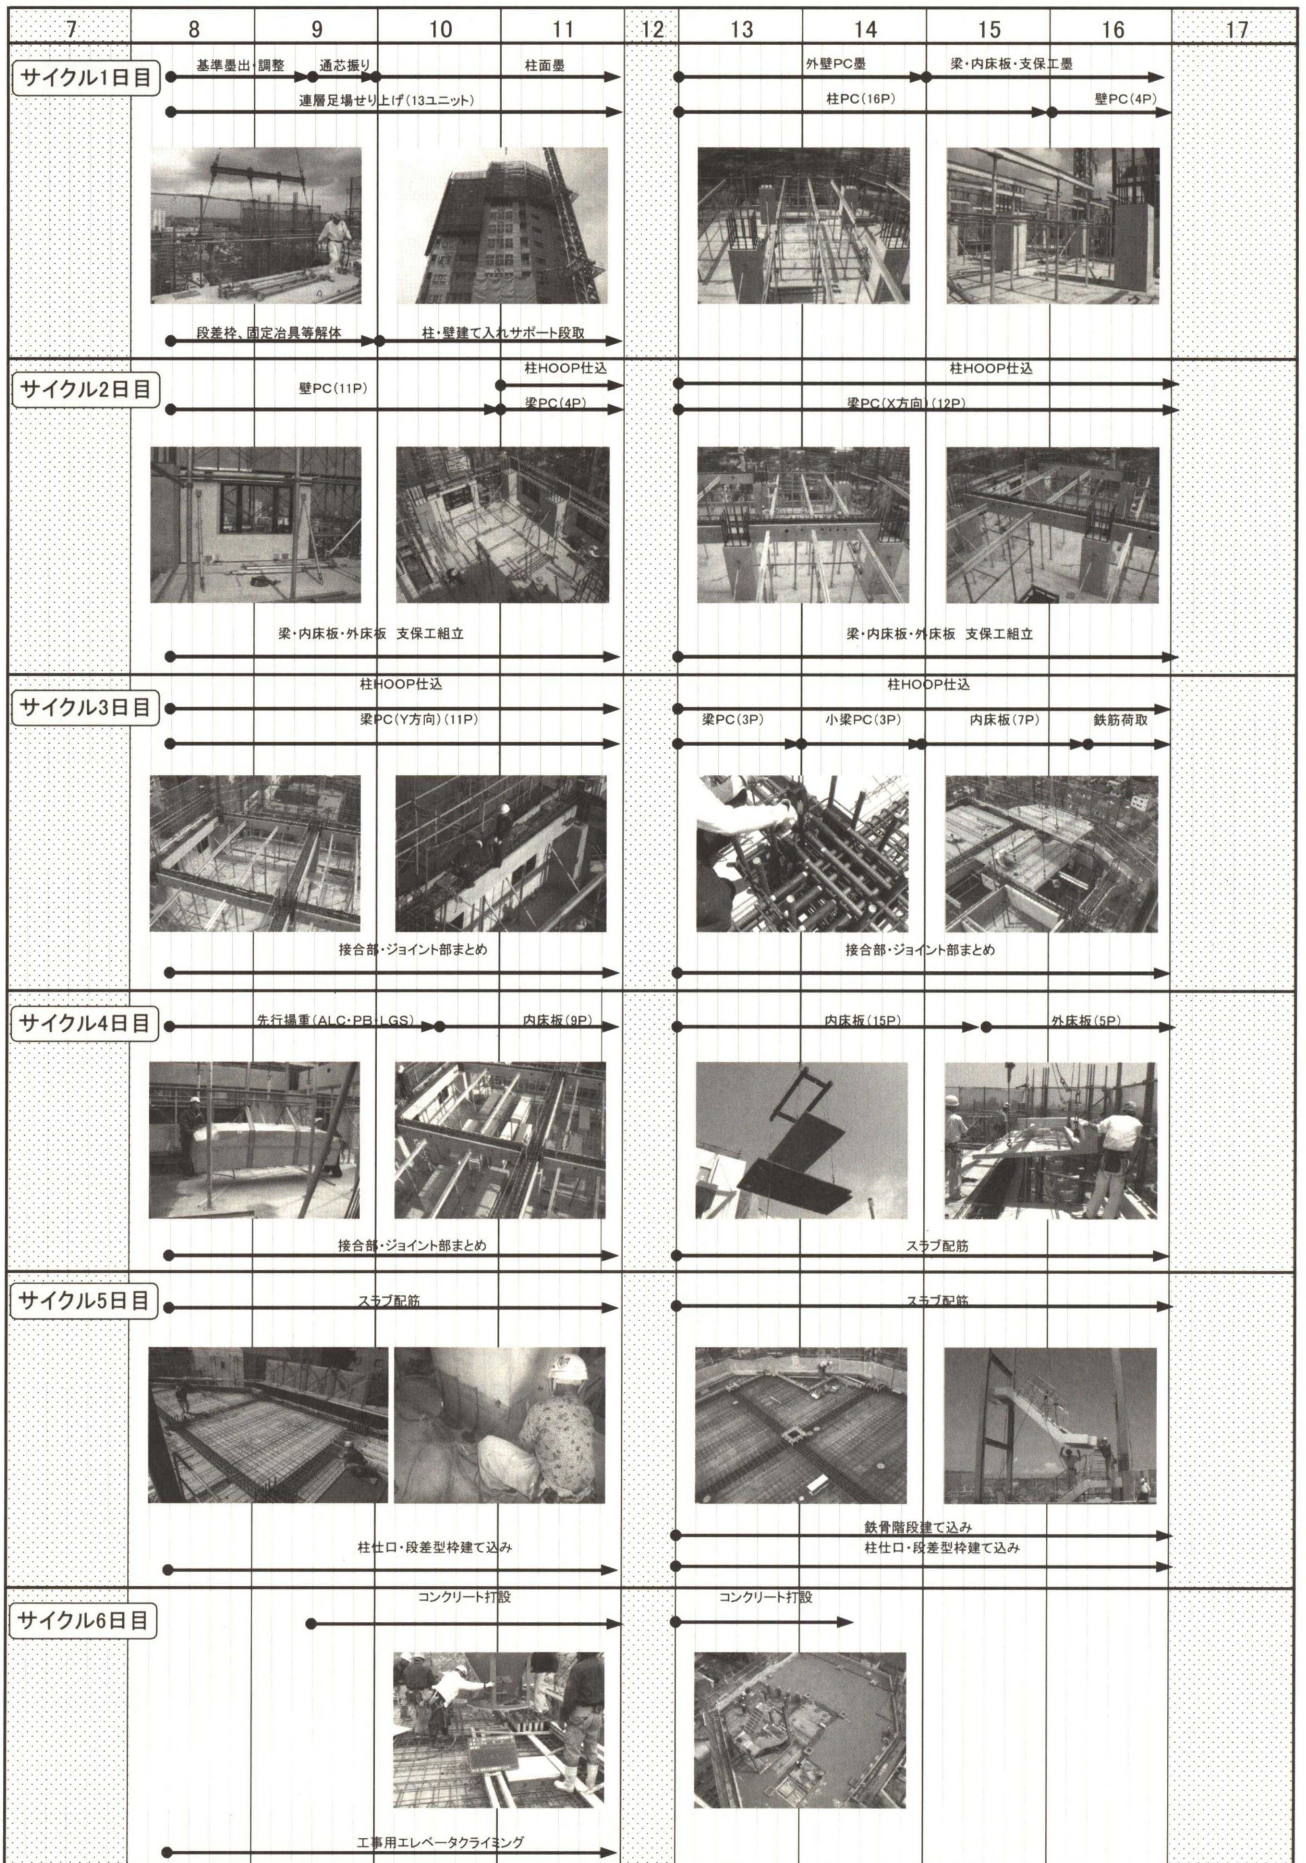 7 8 9 10 11 12 13 14 15 16 17
サイクル1日目
基準墨出・調整 通芯振り 柱面墨 外壁PC墨 梁・内床板・支保工墨
連層足場せり上げ(13ユニット) 柱PC(16P) 壁PC(4P)
段差枠、固定冶具等解体 柱・壁建て入れサポート段取
サイクル2日目
柱HOOP仕込 柱HOOP仕込
壁PC(11P) 梁PC(4P) 梁PC(X方向)(12P)
梁・内床板・外床板 支保工組立 梁・内床板・外床板 支保工組立
サイクル3日目
柱HOOP仕込 柱HOOP仕込
梁PC(Y方向)(11P) 梁PC(3P) 小梁PC(3P) 内床板(7P) 鉄筋荷取
接合部・ジョイント部まとめ 接合部・ジョイント部まとめ
サイクル4日目
先行揚重(ALC・PB・LGS) 内床板(9P) 内床板(15P) 外床板(5P)
接合部・ジョイント部まとめ スラブ配筋
サイクル5日目
スラブ配筋 スラブ配筋
鉄骨階段建て込み
柱仕口・段差型枠建て込み 柱仕口・段差型枠建て込み
サイクル6日目
コンクリート打設 コンクリート打設
工事用エレベータクライミング